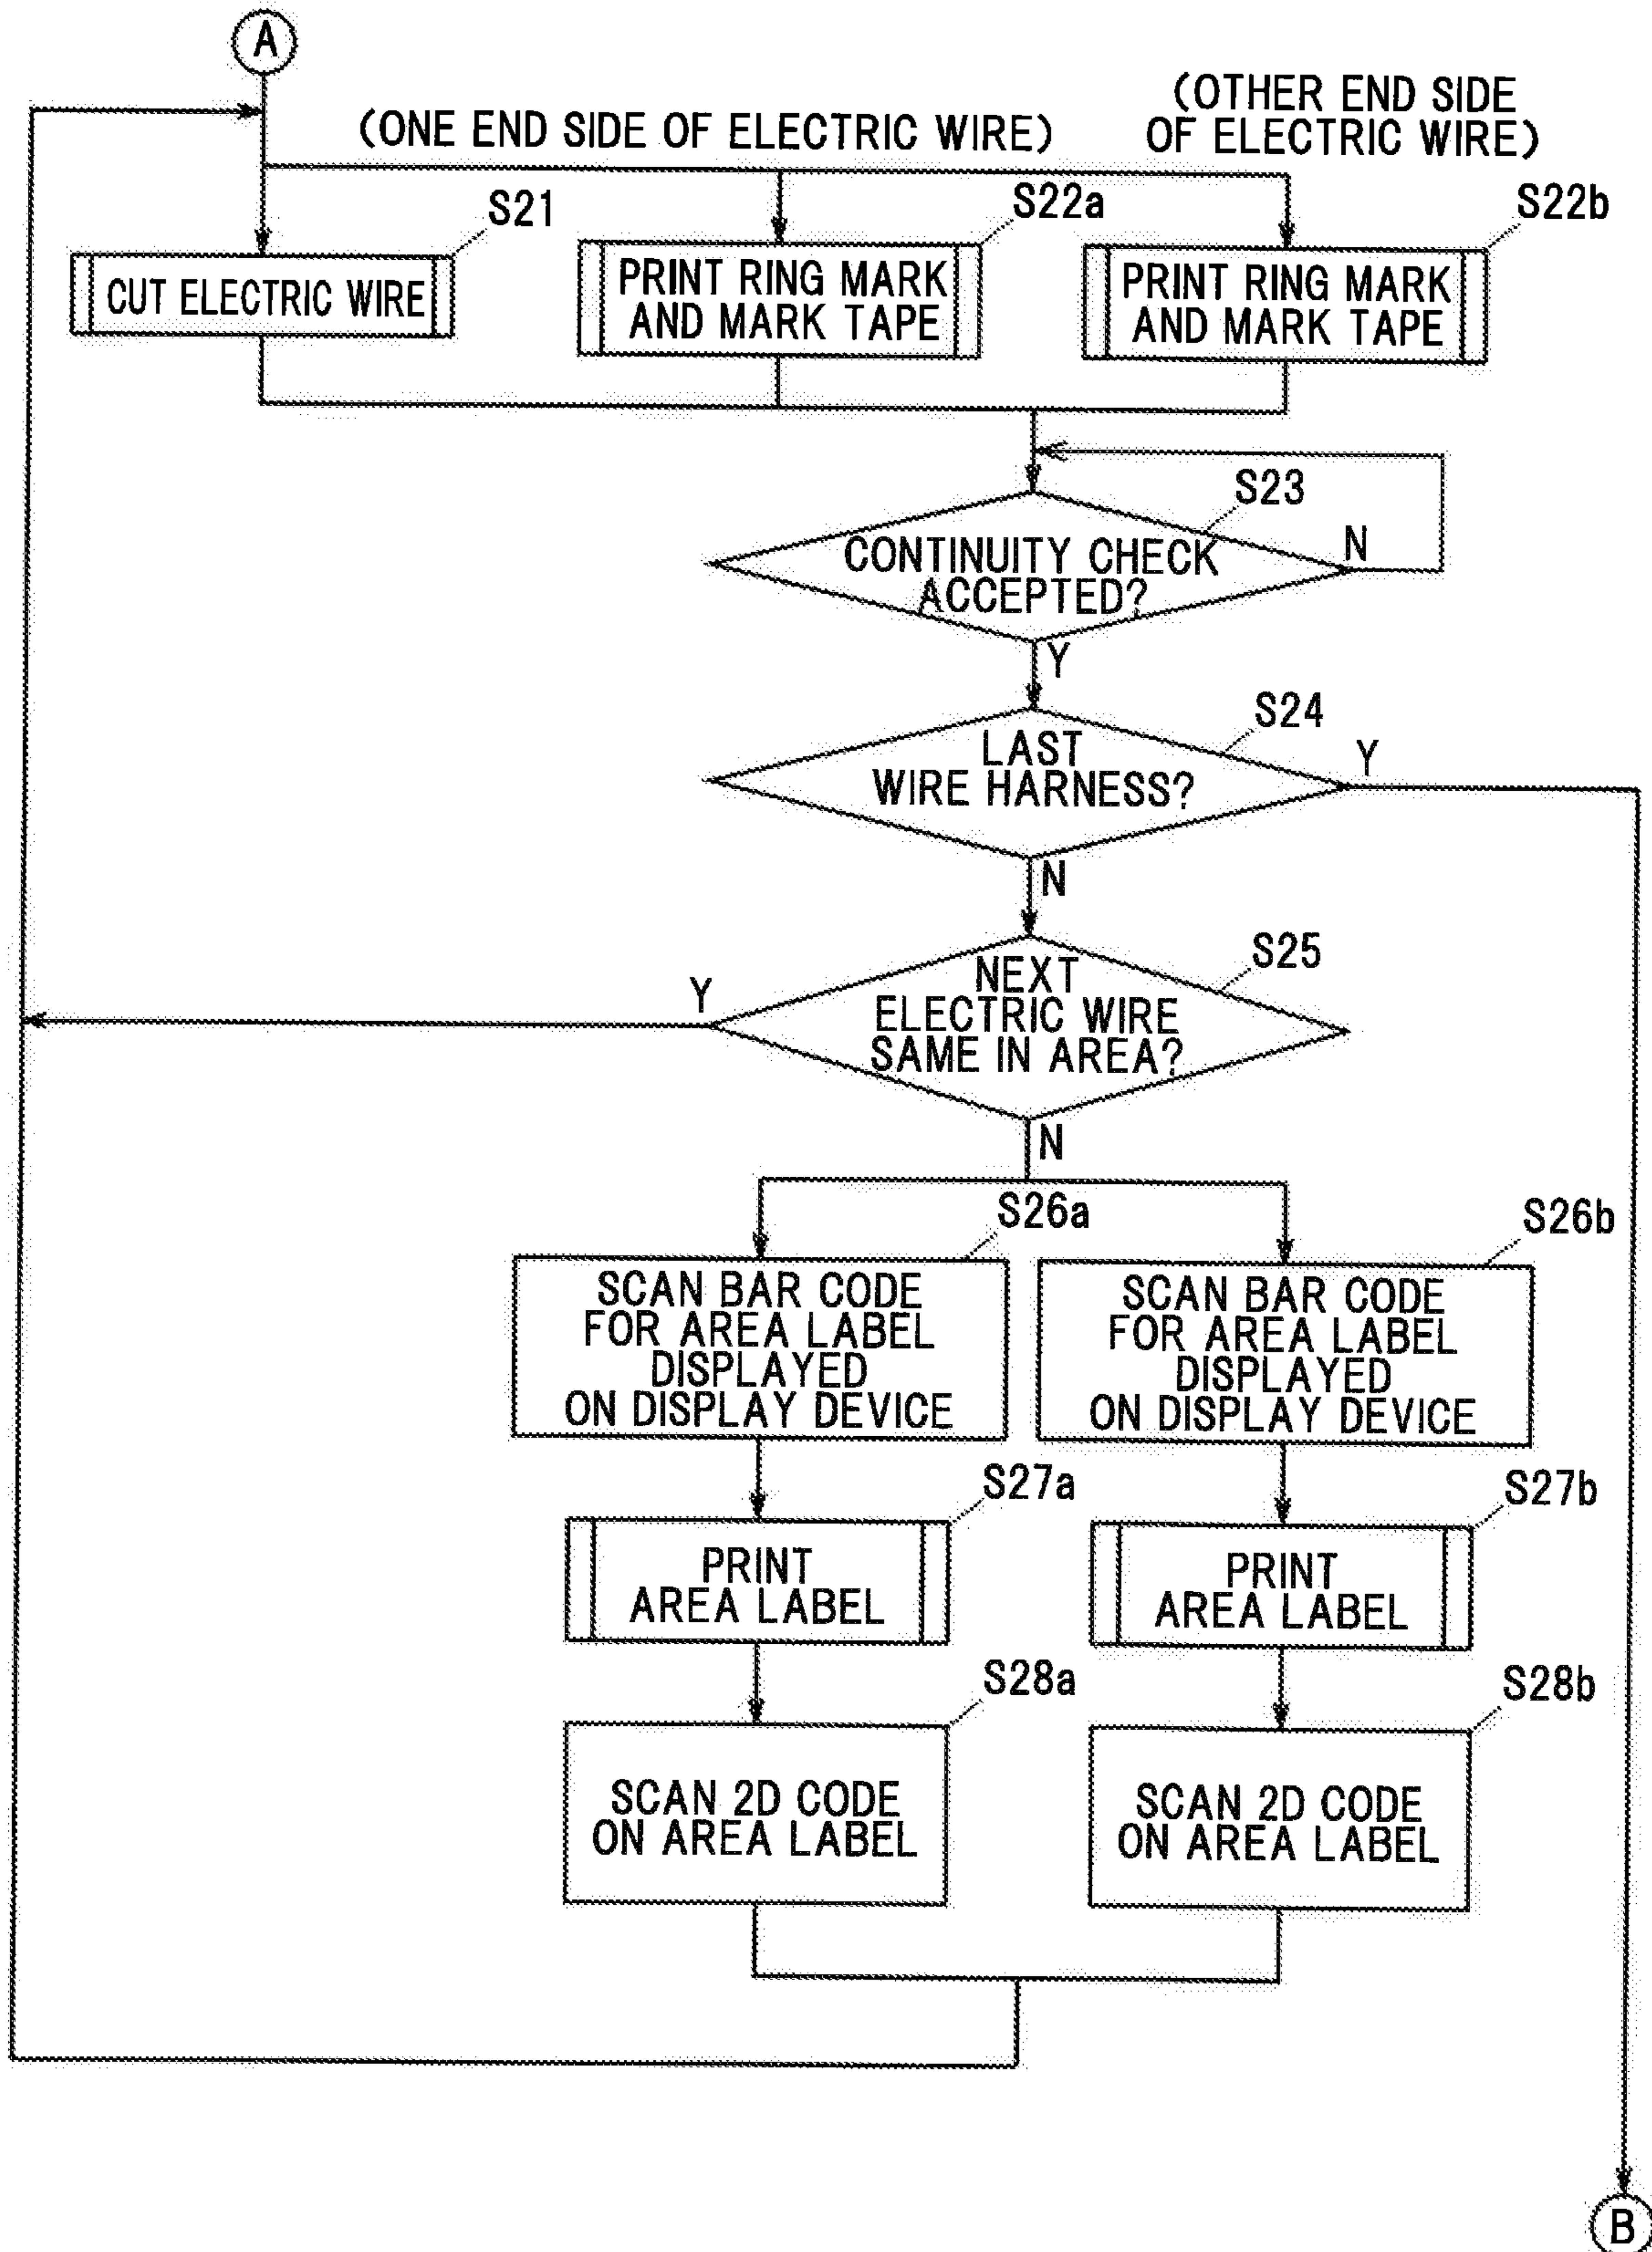 A
(ONE END SIDE OF ELECTRIC WIRE)
(OTHER END SIDE
OF ELECTRIC WIRE)
S21
CUT ELECTRIC WIRE
S22a
PRINT RING MARK
AND MARK TAPE
S22b
PRINT RING MARK
AND MARK TAPE
S23
CONTINUITY CHECK
ACCEPTED?
N
Y
S24
LAST
WIRE HARNESS?
Y
N
S25
NEXT
ELECTRIC WIRE
SAME IN AREA?
Y
N
S26a
SCAN BAR CODE
FOR AREA LABEL
DISPLAYED
ON DISPLAY DEVICE
S26b
SCAN BAR CODE
FOR AREA LABEL
DISPLAYED
ON DISPLAY DEVICE
S27a
PRINT
AREA LABEL
S27b
PRINT
AREA LABEL
S28a
SCAN 2D CODE
ON AREA LABEL
S28b
SCAN 2D CODE
ON AREA LABEL
B